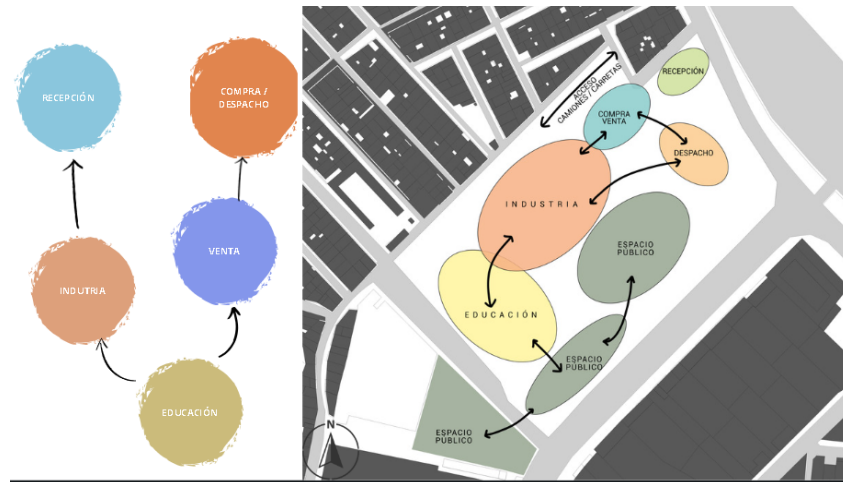 RECEPCIÓN
COMPRA /
DESPACHO
INDUTRIA
VENTA
EDUCACIÓN
ACCESO
CAMIONES / CARRETAS
RECEPCIÓN
COMPRA
VENTA
DESPACHO
INDUSTRIA
ESPACIO
PÚBLICO
EDUCACIÓN
ESPACIO
PÚBLICO
ESPACIO
PÚBLICO
N